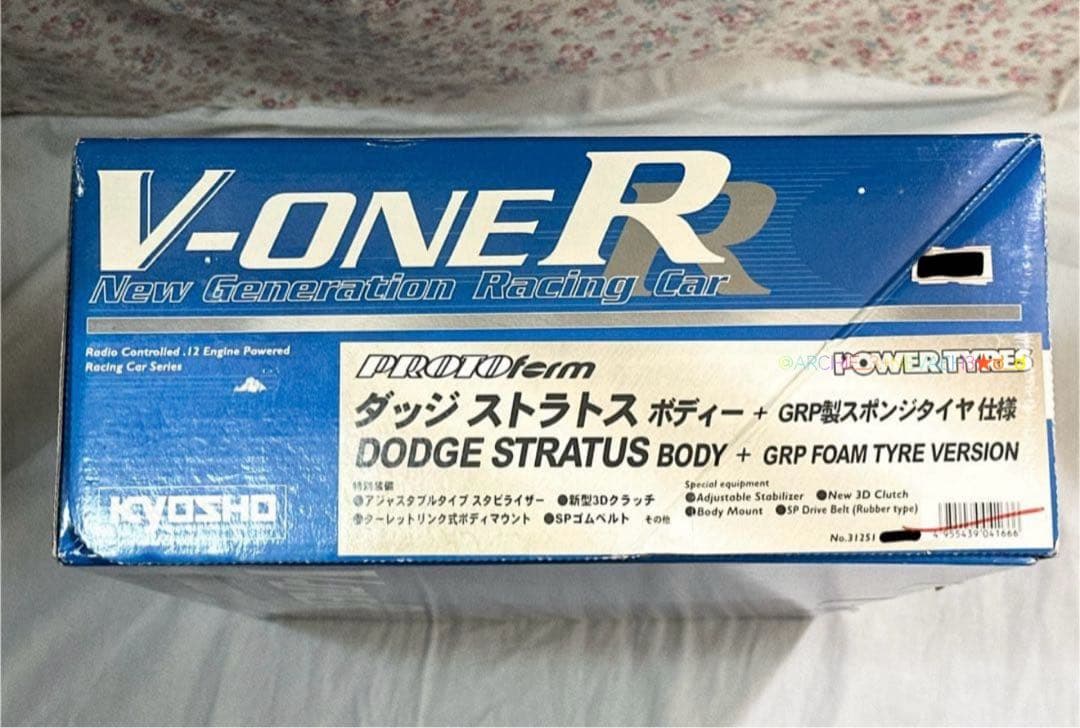 V-ONE RR
New Generation Racing Car
Radio Controlled .12 Engine Powered
Racing Car Series
PROTOform
POWER TYRES
ダッジ ストラトス ボディー + GRP製スポンジタイヤ仕様
DODGE STRATUS BODY + GRP FOAM TYRE VERSION
特別装備
●アジャスタブルタイプ スタビライザー ●新型3Dクラッチ
●ターレットリンク式ボディマウント ●SPゴムベルト その他
Special equipment
●Adjustable Stabilizer ●New 3D Clutch
●Body Mount ●SP Drive Belt (Rubber type)
KYOSHO
No.31251
4 955439 041666